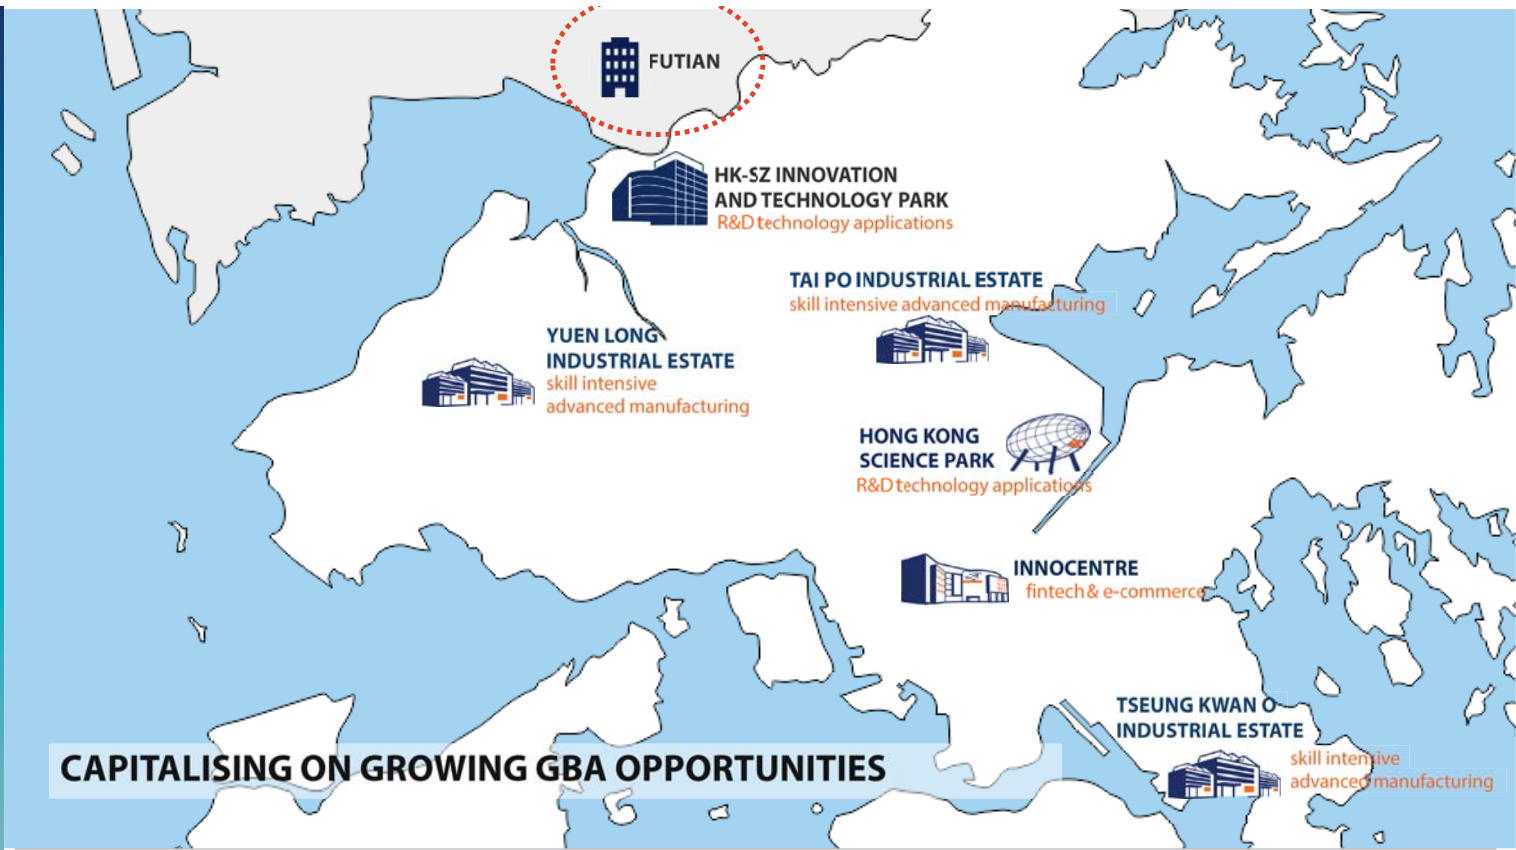 FUTIAN
HK-SZ INNOVATION
AND TECHNOLOGY PARK
R&D technology applications
TAI PO INDUSTRIAL ESTATE
skill intensive advanced manufacturing
YUEN LONG
INDUSTRIAL ESTATE
skill intensive
advanced manufacturing
HONG KONG
SCIENCE PARK
R&D technology applications
INNOCENTRE
fintech & e-commerce
TSEUNG KWAN O
INDUSTRIAL ESTATE
skill intensive
advanced manufacturing
CAPITALISING ON GROWING GBA OPPORTUNITIES